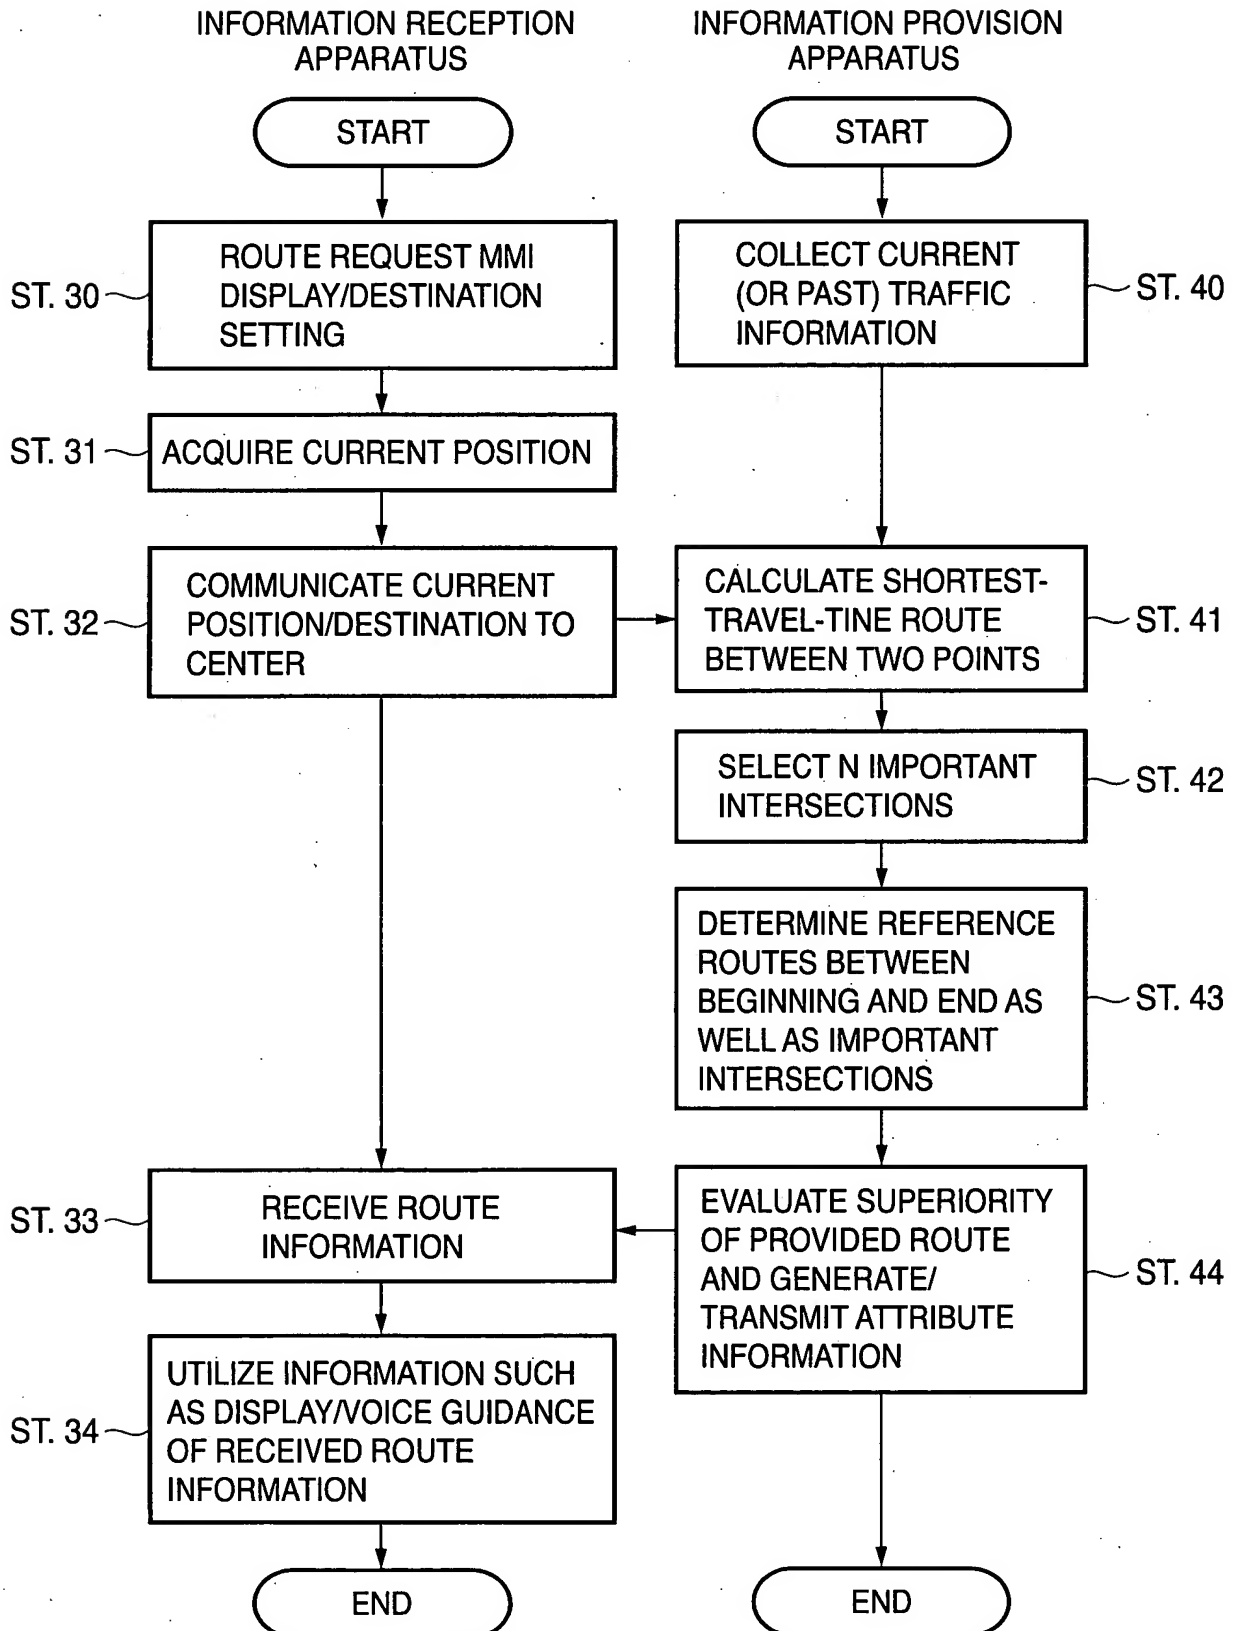 INFORMATION RECEPTION
APPARATUS
START
ST. 30
ROUTE REQUEST MMI
DISPLAY/DESTINATION
SETTING
ST. 31
ACQUIRE CURRENT POSITION
ST. 32
COMMUNICATE CURRENT
POSITION/DESTINATION TO
CENTER
ST. 33
RECEIVE ROUTE
INFORMATION
ST. 34
UTILIZE INFORMATION SUCH
AS DISPLAY/VOICE GUIDANCE
OF RECEIVED ROUTE
INFORMATION
END
INFORMATION PROVISION
APPARATUS
START
COLLECT CURRENT
(OR PAST) TRAFFIC
INFORMATION
ST. 40
CALCULATE SHORTEST-
TRAVEL-TINE ROUTE
BETWEEN TWO POINTS
ST. 41
SELECT N IMPORTANT
INTERSECTIONS
ST. 42
DETERMINE REFERENCE
ROUTES BETWEEN
BEGINNING AND END AS
WELL AS IMPORTANT
INTERSECTIONS
ST. 43
EVALUATE SUPERIORITY
OF PROVIDED ROUTE
AND GENERATE/
TRANSMIT ATTRIBUTE
INFORMATION
ST. 44
END